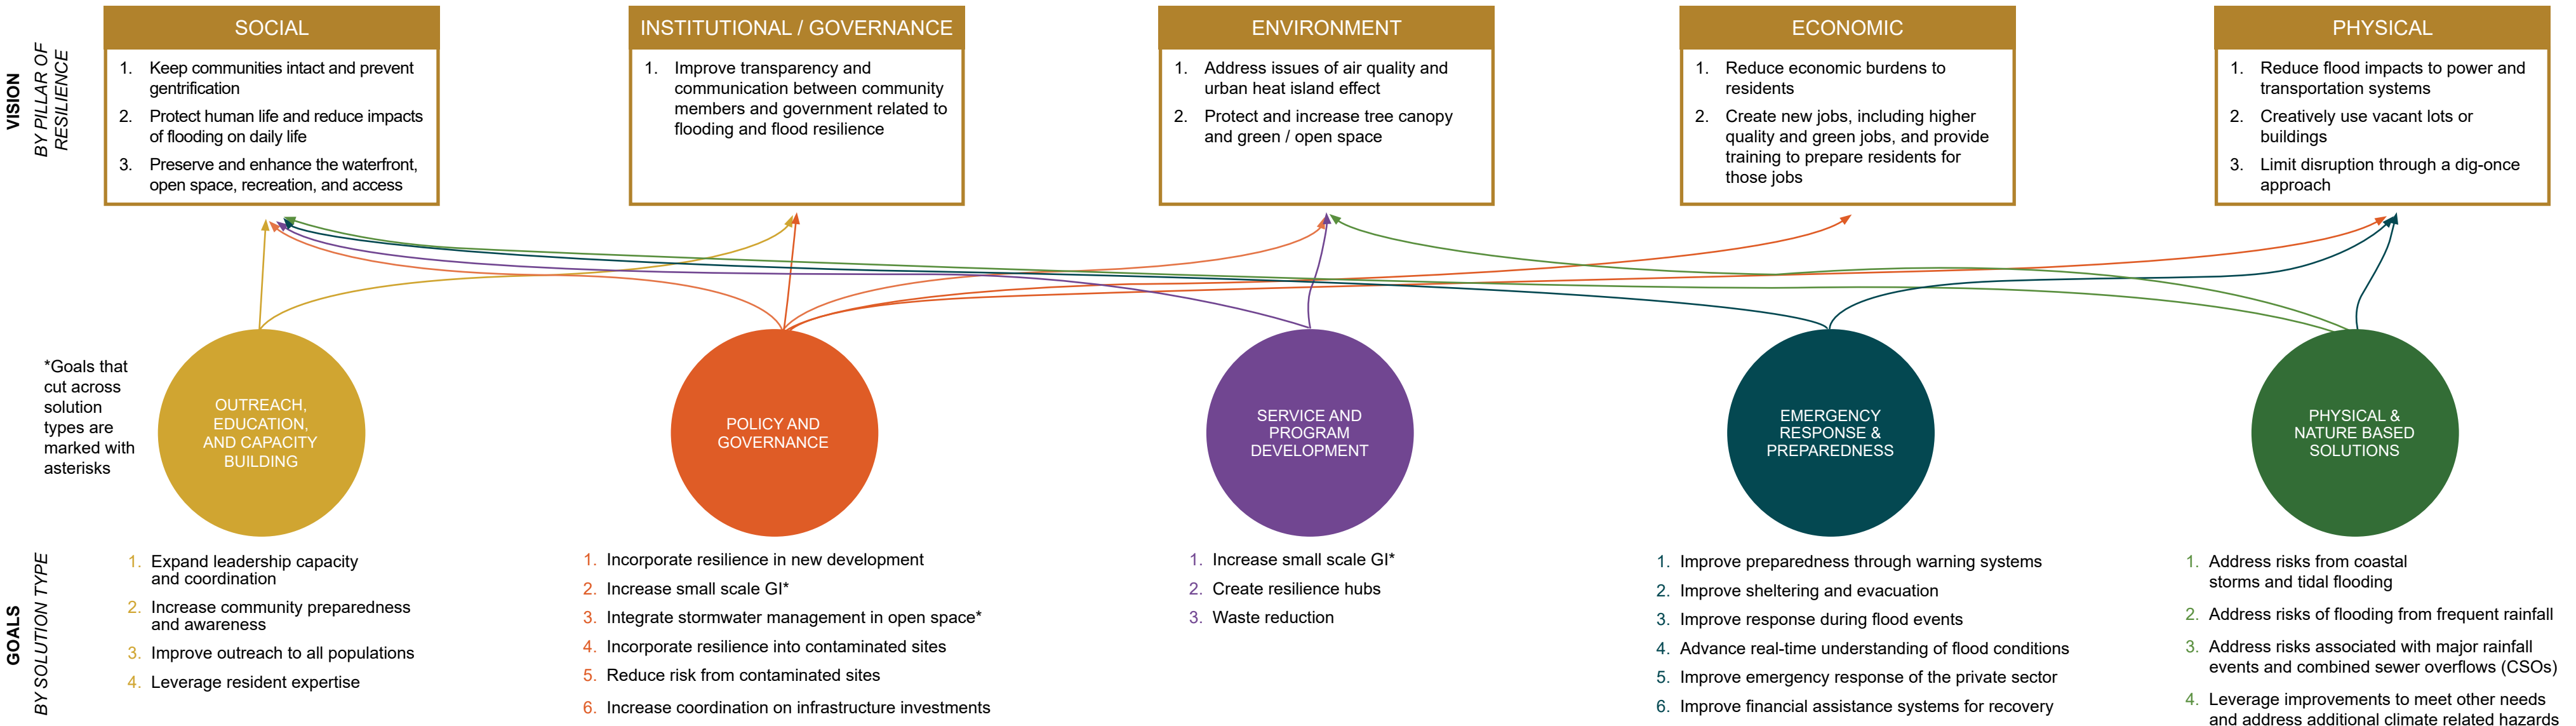 VISION
BY PILLAR OF
RESILIENCE
SOCIAL
1. Keep communities intact and prevent
gentrification
2. Protect human life and reduce impacts
of flooding on daily life
3. Preserve and enhance the waterfront,
open space, recreation, and access
INSTITUTIONAL / GOVERNANCE
1. Improve transparency and
communication between community
members and government related to
flooding and flood resilience
ENVIRONMENT
1. Address issues of air quality and
urban heat island effect
2. Protect and increase tree canopy
and green / open space
ECONOMIC
1. Reduce economic burdens to
residents
2. Create new jobs, including higher
quality and green jobs, and provide
training to prepare residents for
those jobs
PHYSICAL
1. Reduce flood impacts to power and
transportation systems
2. Creatively use vacant lots or
buildings
3. Limit disruption through a dig-once
approach
*Goals that
cut across
solution
types are
marked with
asterisks
OUTREACH,
EDUCATION,
AND CAPACITY
BUILDING
POLICY AND
GOVERNANCE
SERVICE AND
PROGRAM
DEVELOPMENT
EMERGENCY
RESPONSE &
PREPAREDNESS
PHYSICAL &
NATURE BASED
SOLUTIONS
GOALS
BY SOLUTION TYPE
1. Expand leadership capacity
and coordination
2. Increase community preparedness
and awareness
3. Improve outreach to all populations
4. Leverage resident expertise
1. Incorporate resilience in new development
2. Increase small scale GI*
3. Integrate stormwater management in open space*
4. Incorporate resilience into contaminated sites
5. Reduce risk from contaminated sites
6. Increase coordination on infrastructure investments
1. Increase small scale GI*
2. Create resilience hubs
3. Waste reduction
1. Improve preparedness through warning systems
2. Improve sheltering and evacuation
3. Improve response during flood events
4. Advance real-time understanding of flood conditions
5. Improve emergency response of the private sector
6. Improve financial assistance systems for recovery
1. Address risks from coastal
storms and tidal flooding
2. Address risks of flooding from frequent rainfall
3. Address risks associated with major rainfall
events and combined sewer overflows (CSOs)
4. Leverage improvements to meet other needs
and address additional climate related hazards